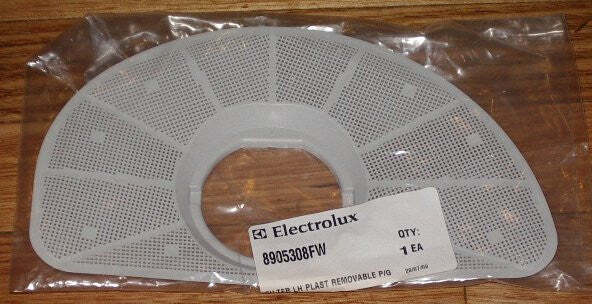 Electrolux
8905308FW
QTY:
1 EA
FILTER LH PLAST REMOVABLE P/G